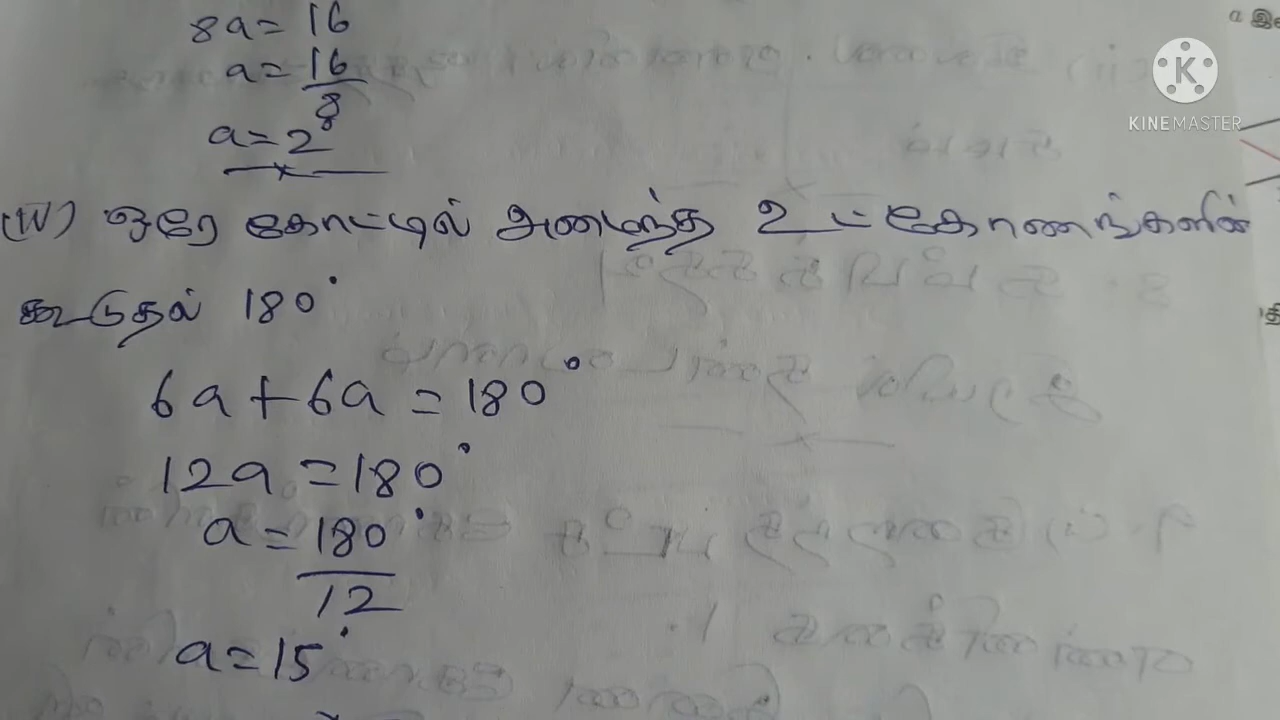 8a = 16
a = 16
8
a = 2
KINEMASTER
(IV) ஒரே கோட்டில் அமைந்த உட்கோணங்களின்
கூடுதல் 180°
6a + 6a = 180°
12a = 180°
a = 180°
12
a = 15°